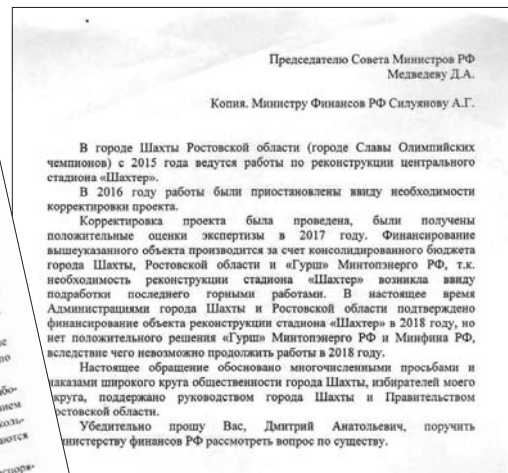 Председателю Совета Министров РФ
Медведеву Д.А.
Копия. Министру Финансов РФ Силуянову А.Г.
В городе Шахты Ростовской области (городе Славы Олимпийских
чемпионов) с 2015 года ведутся работы по реконструкции центрального
стадиона «Шахтер».
В 2016 году работы были приостановлены ввиду необходимости
корректировки проекта.
Корректировка проекта была проведена, были получены
положительные оценки экспертизы в 2017 году. Финансирование
вышеуказанного объекта производится за счет консолидированного бюджета
города Шахты, Ростовской области и «Гурш» Минтопэнерго РФ, т.к.
необходимость реконструкции стадиона «Шахтер» возникла ввиду
подработки последнего горными работами. В настоящее время
Администрациями города Шахты и Ростовской области подтверждено
финансирование объекта реконструкции стадиона «Шахтер» в 2018 году, но
нет положительного решения «Гурш» Минтопэнерго РФ и Минфина РФ,
вследствие чего невозможно продолжить работы в 2018 году.
Настоящее обращение обосновано многочисленными просьбами и
наказами широкого круга общественности города Шахты, избирателей моего
округа, поддержано руководством города Шахты и Правительством
Ростовской области.
Убедительно прошу Вас, Дмитрий Анатольевич, поручить
министерству финансов РФ рассмотреть вопрос по существу.